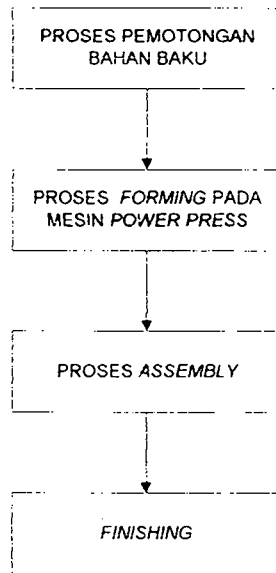 PROSES PEMOTONGAN
BAHAN BAKU
PROSES FORMING PADA
MESIN POWER PRESS
PROSES ASSEMBLY
FINISHING